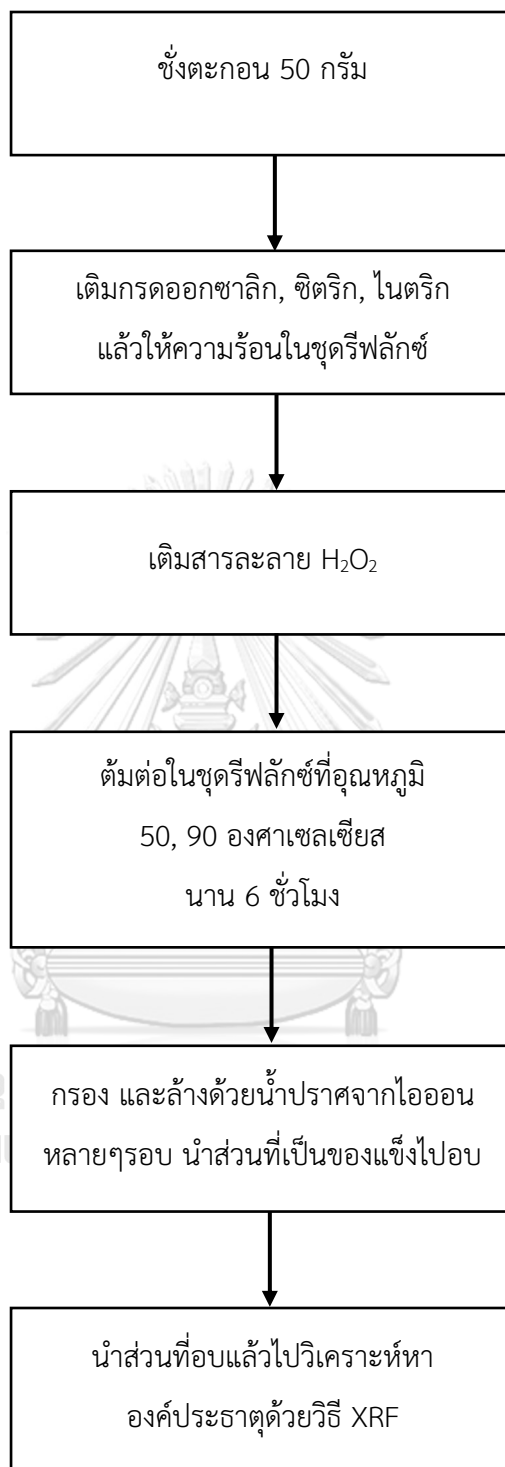 ชั่งตะกอน 50 กรัม
เติมกรดออกซาลิก, ซิตริก, ไนตริก
แล้วให้ความร้อนในชุดรีฟลักซ์
เติมสารละลาย H₂O₂
ต้มต่อในชุดรีฟลักซ์ที่อุณหภูมิ
50, 90 องศาเซลเซียส
นาน 6 ชั่วโมง
กรอง และล้างด้วยน้ำปราศจากไอออน
หลายๆรอบ นำส่วนที่เป็นของแข็งไปอบ
นำส่วนที่อบแล้วไปวิเคราะห์หา
องค์ประธาตุด้วยวิธี XRF